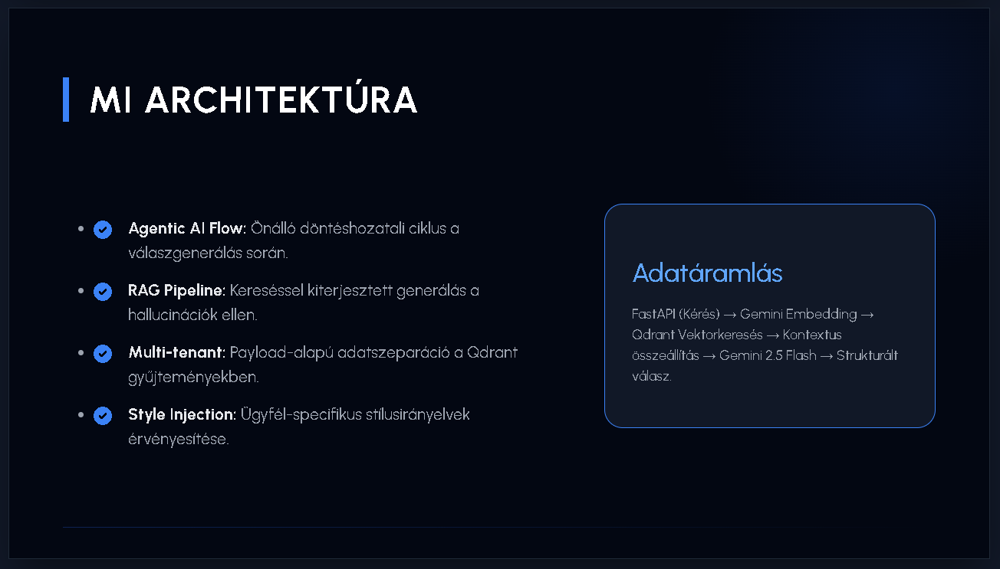 MI ARCHITEKTÚRA
Agentic AI Flow: Önálló döntéshozatali ciklus a
válaszgenerálás során.
RAG Pipeline: Kereséssel kiterjesztett generálás a
hallucinációk ellen.
Multi-tenant: Payload-alapú adatszeparáció a Qdrant
gyűjteményekben.
Style Injection: Ügyfél-specifikus stílusirányelvek
érvényesítése.
Adatáramlás
FastAPI (Kérés) → Gemini Embedding →
Qdrant Vektorkeresés → Kontextus
összeállítás → Gemini 2.5 Flash → Strukturált
válasz.